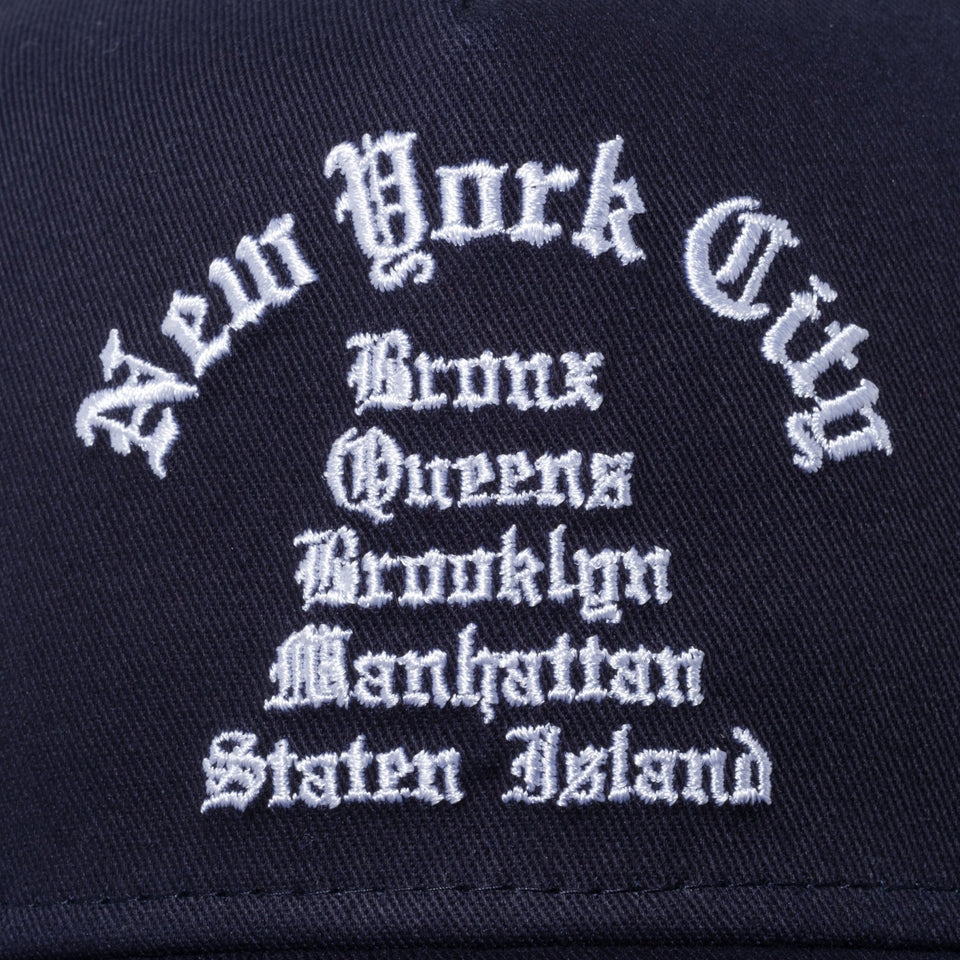 New York City
Bronx
Queens
Brooklyn
Manhattan
Staten Island